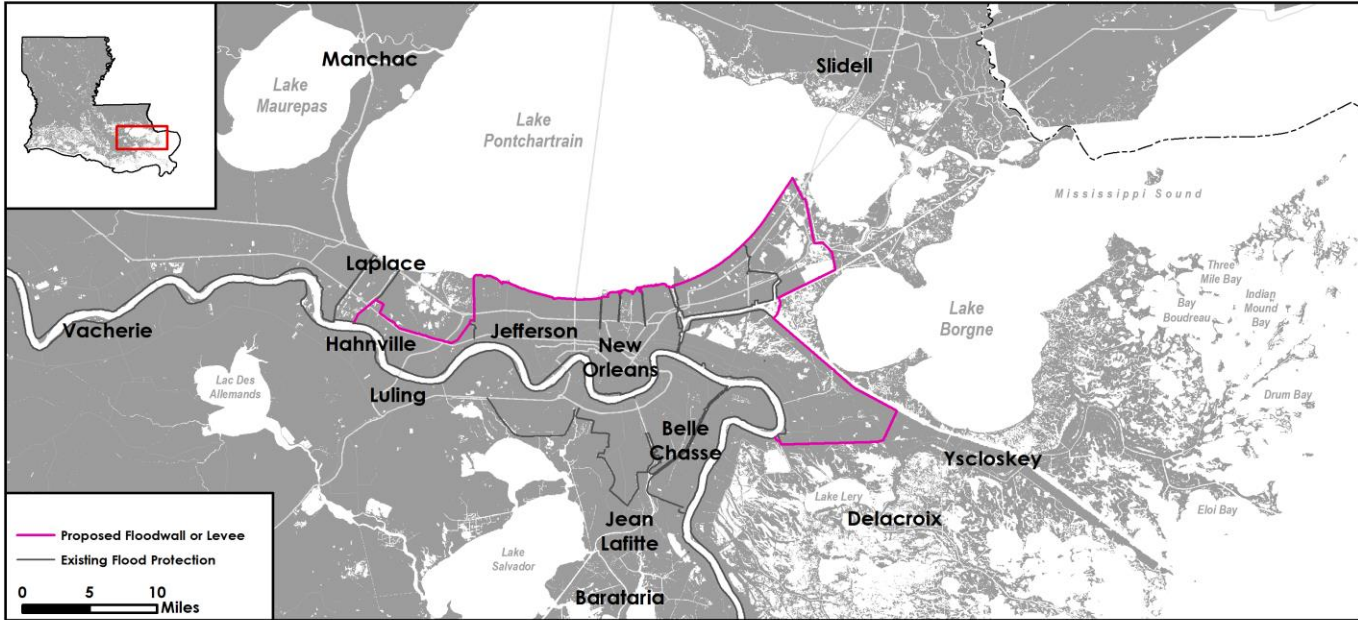 Manchac
Slidell
Lake
Maurepas
Lake
Pontchartrain
Mississippi Sound
Laplace
Three
Mile Bay
Bay
Boudreau
Indian
Mound
Bay
Lake
Borgne
Vacherie
Hahnville
Jefferson
New
Orleans
Lac Des
Allemands
Luling
Drum Bay
Belle
Chasse
Yscloskey
Lake Lery
Delacroix
Eloi Bay
Jean
Lafitte
Lake
Salvador
Barataria
Proposed Floodwall or Levee
Existing Flood Protection
0 5 10
Miles